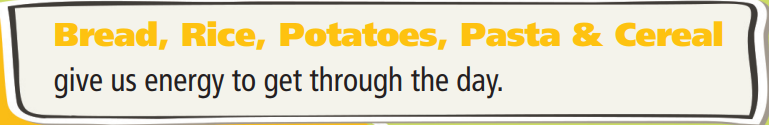 Bread, Rice, Potatoes, Pasta & Cereal
give us energy to get through the day.